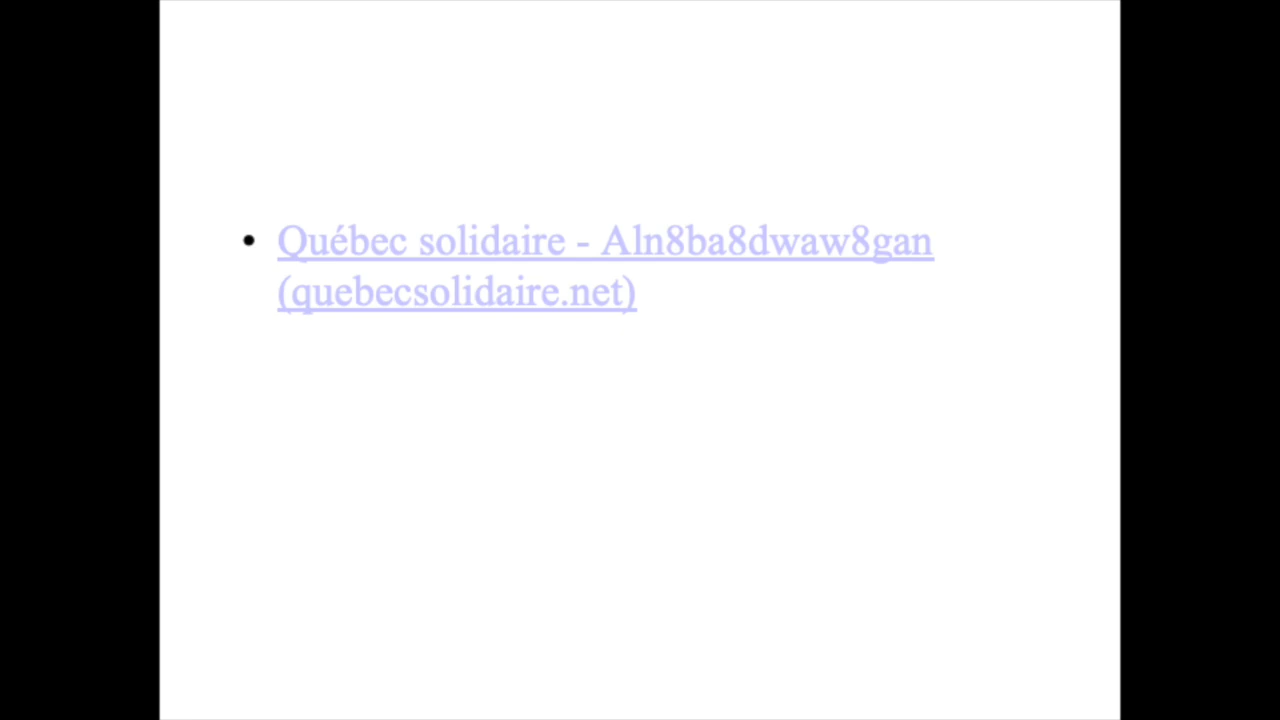 • Québec solidaire - Aln8ba8dwaw8gan
(quebecsolidaire.net)